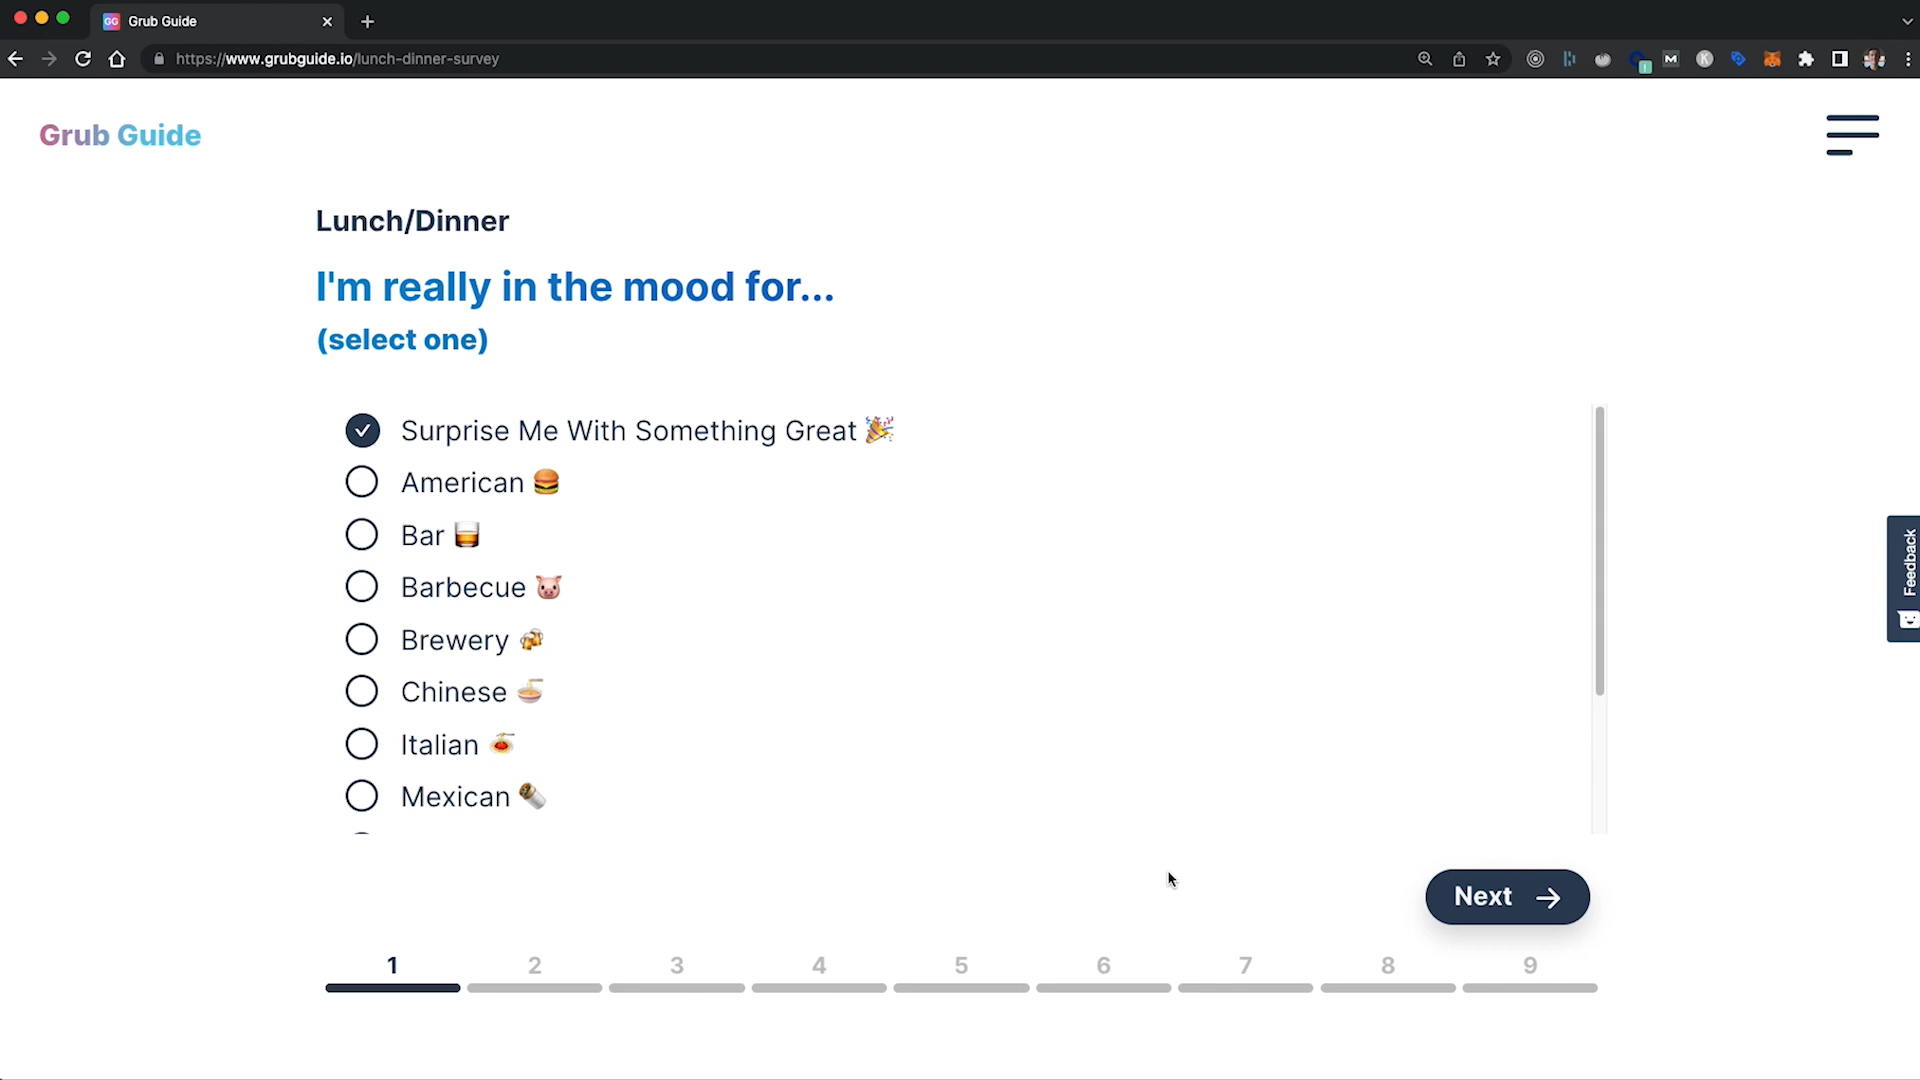 Grub Guide
https://www.grubguide.io/lunch-dinner-survey
Grub Guide
Lunch/Dinner
I'm really in the mood for...
(select one)
Surprise Me With Something Great 🎉
American 🍔
Bar 🥃
Barbecue 🐷
Brewery 🍻
Chinese 🍜
Italian 🍝
Mexican 🌯
Feedback
Next →
1 2 3 4 5 6 7 8 9